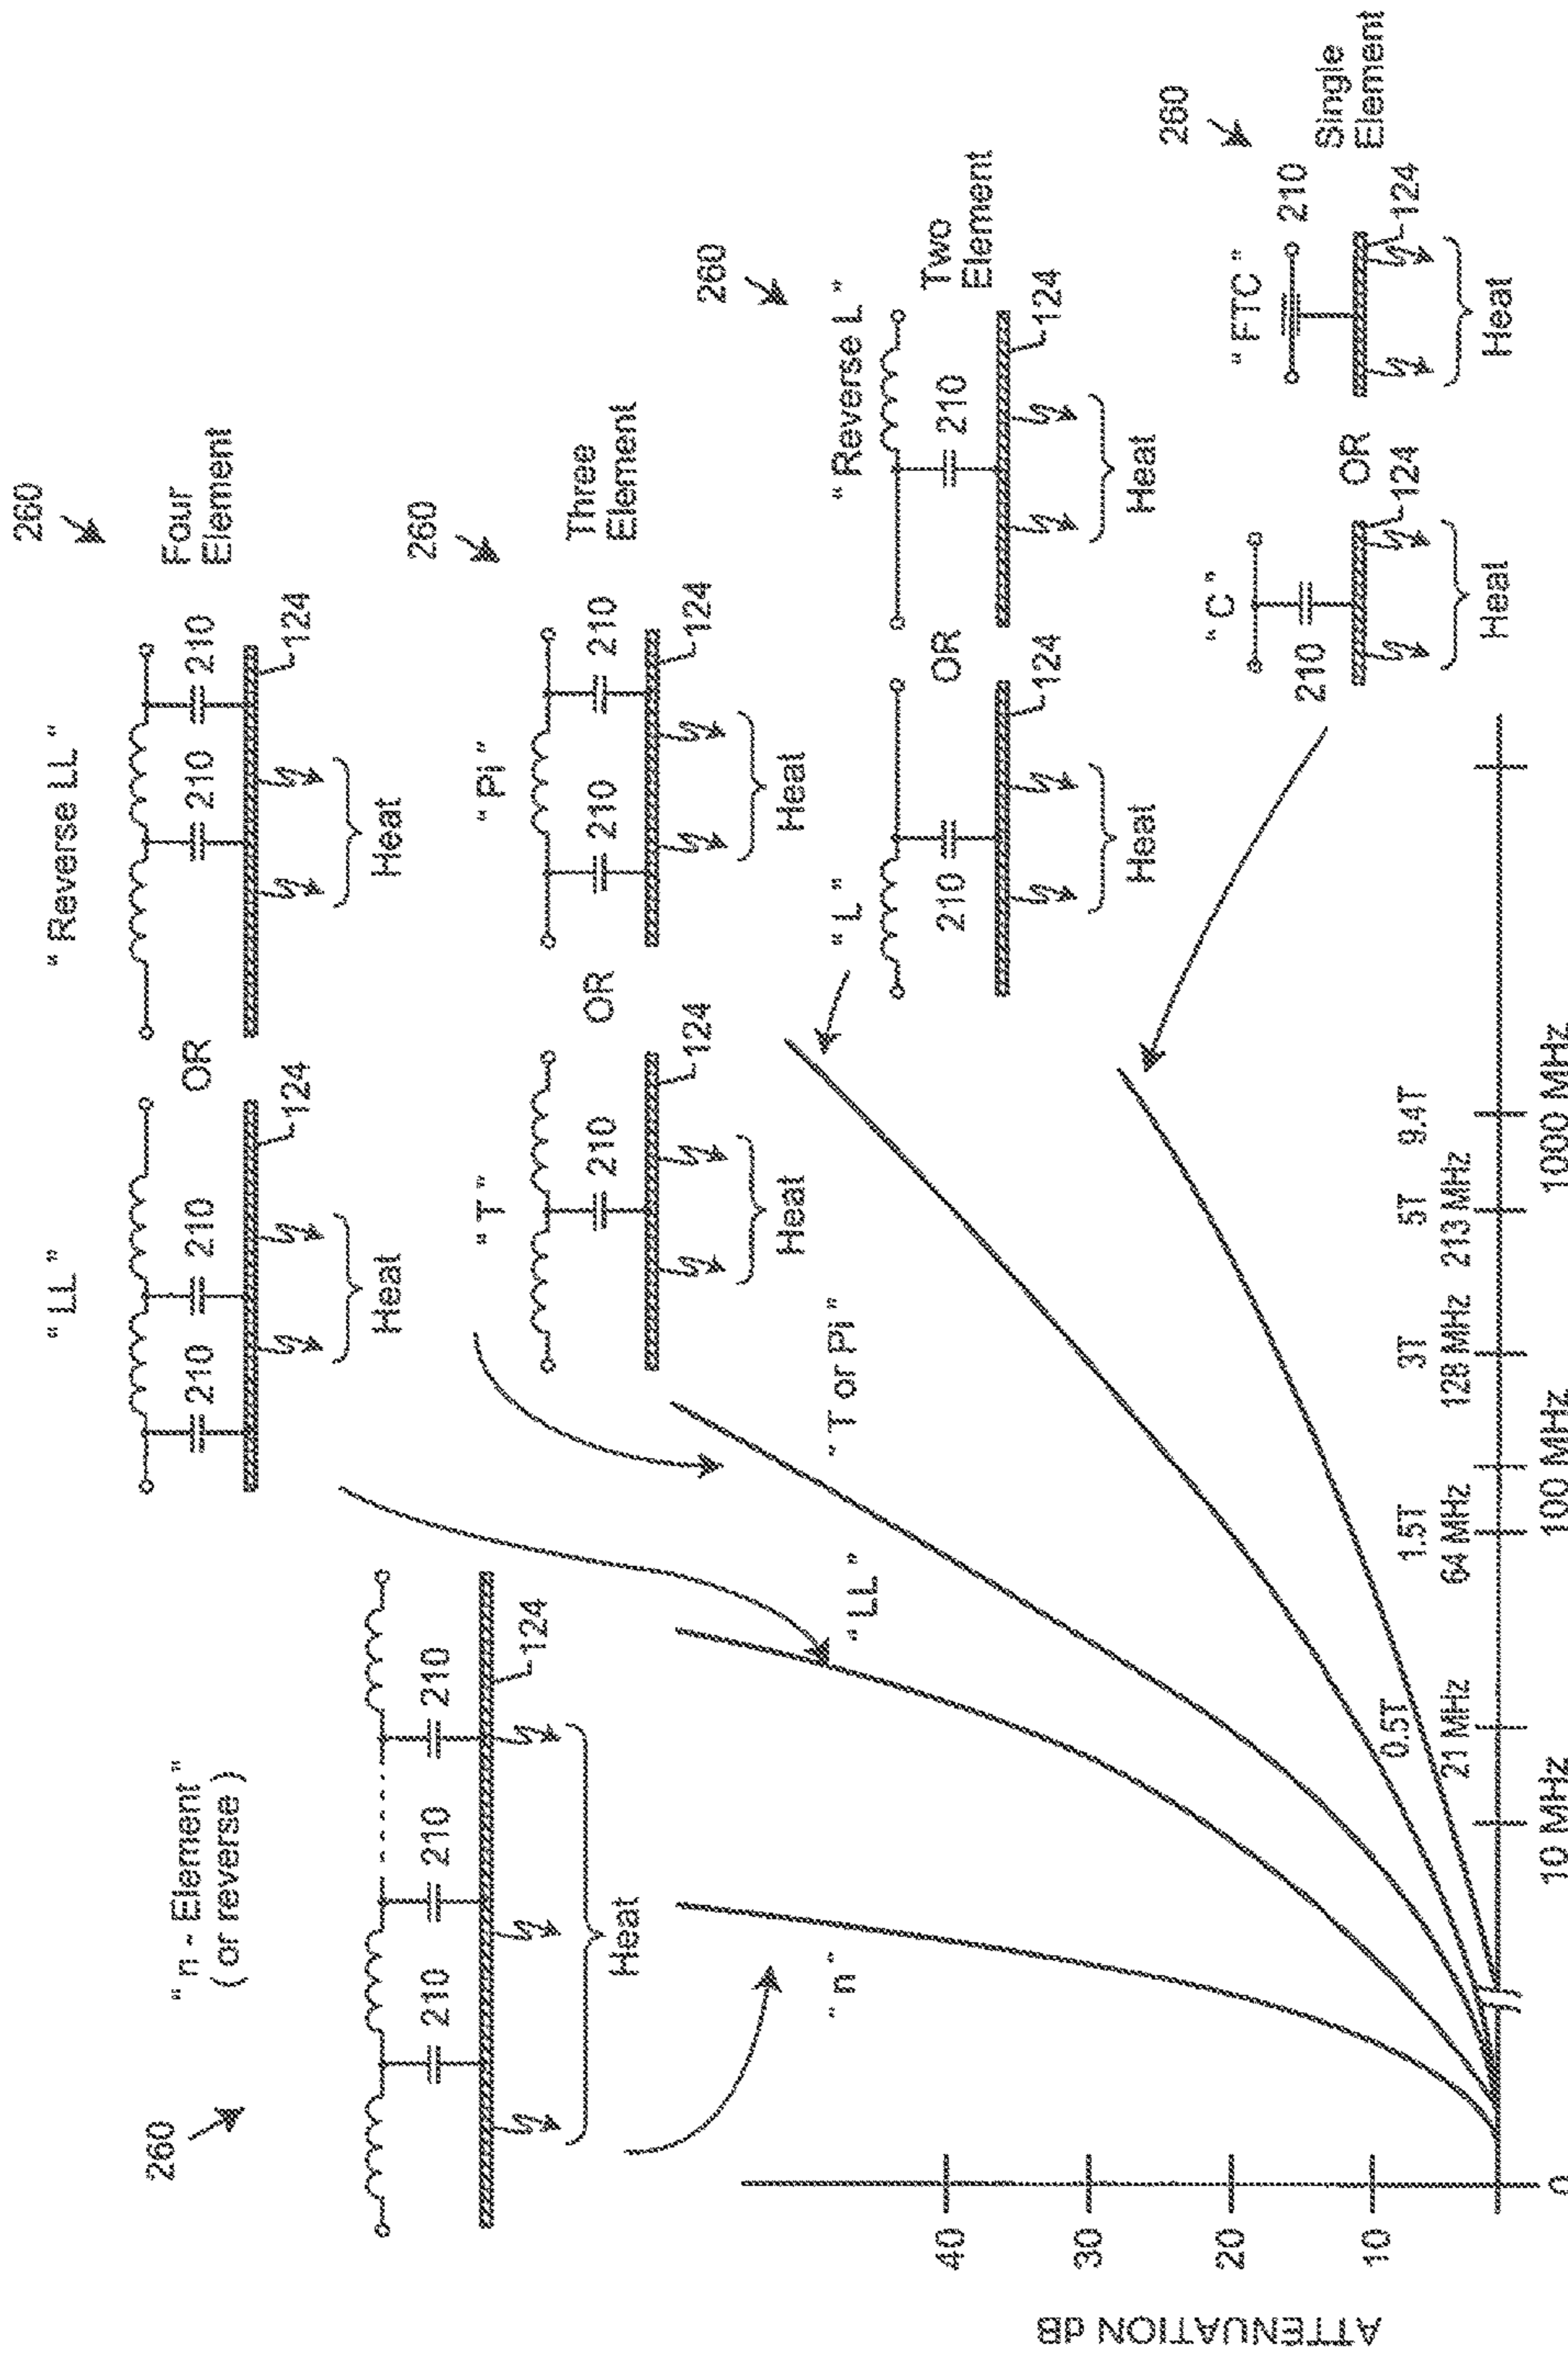 260
" n - Element "
( or reverse )
210
210
210
124
Heat
" LL "
210
210
124
Heat
OR
" Reverse LL "
210
210
124
Heat
260
Four
Element
" T "
210
124
Heat
OR
" Pi "
210
210
124
Heat
260
Three
Element
" L "
210
124
Heat
OR
" Reverse L "
210
124
Heat
260
Two
Element
" C "
210
124
Heat
OR
" FTC "
210
124
Heat
260
Single
Element
" n "
" LL "
" T or Pi "
ATTENUATION dB
40
30
20
10
0.5T
1.5T
3T
5T
9.4T
21 MHz
64 MHz
128 MHz
213 MHz
0
10 MHz
100 MHz
1000 MHz